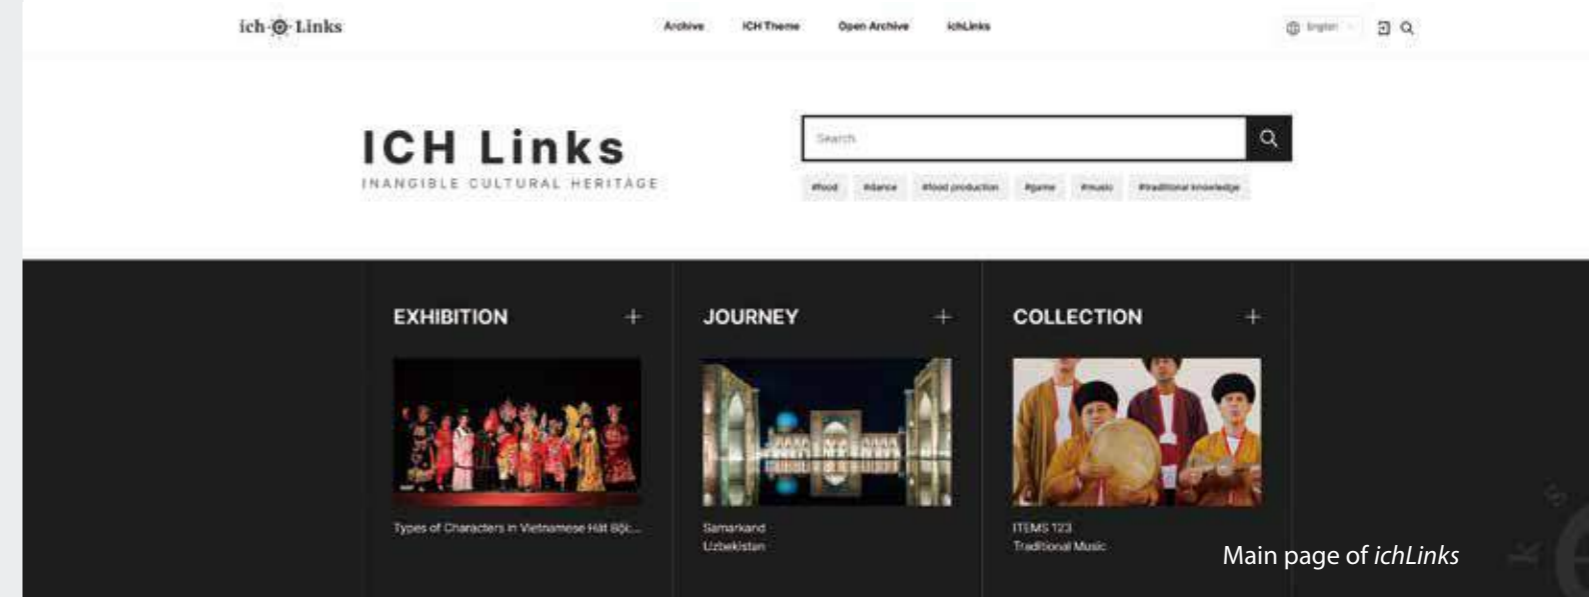 ich Links
Archive ICH Theme Open Archive ichLinks
English
ICH Links
INANGIBLE CULTURAL HERITAGE
Search
#food #dance #food production #game #music #traditional knowledge
EXHIBITION +
JOURNEY +
COLLECTION +
Types of Characters in Vietnamese Hát Bội:...
Samarkand
Uzbekistan
ITEMS 123
Traditional Music
Main page of ichLinks